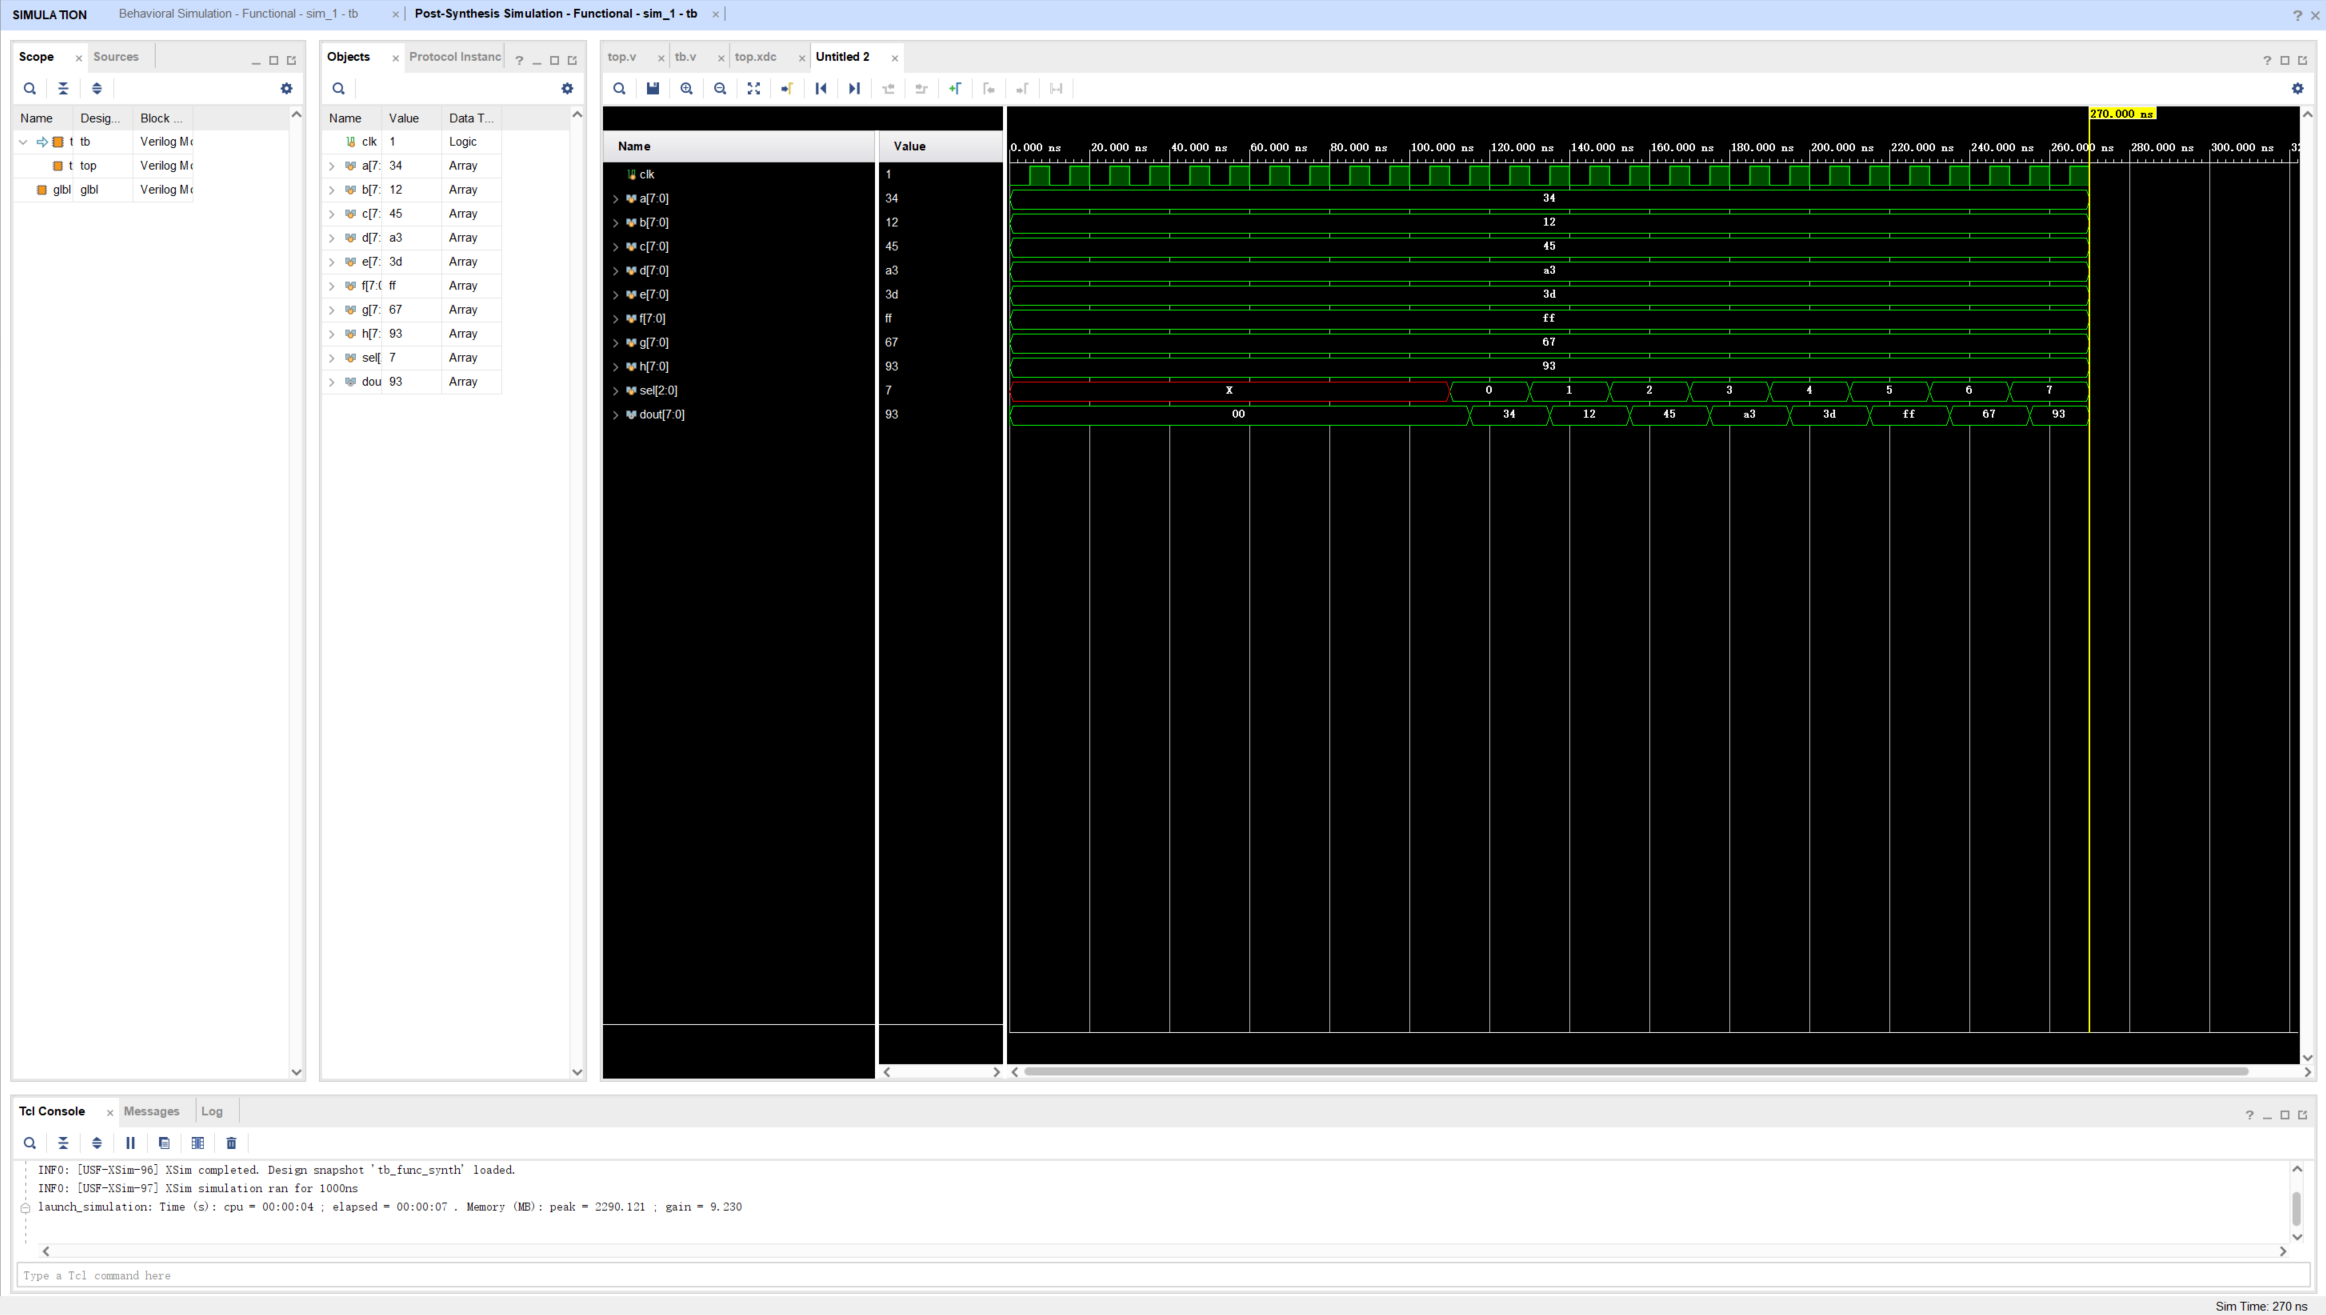 SIMULATION Behavioral Simulation - Functional - sim_1 - tb × Post-Synthesis Simulation - Functional - sim_1 - tb × ? ×
Scope × Sources
Name Desig... Block ...
t tb Verilog Mo
t top Verilog Mo
glbl glbl Verilog Mo
Objects × Protocol Instanc ?
Name Value Data T...
clk 1 Logic
a[7: 34 Array
b[7: 12 Array
c[7: 45 Array
d[7: a3 Array
e[7: 3d Array
f[7:0 ff Array
g[7: 67 Array
h[7: 93 Array
sel[ 7 Array
dou 93 Array
top.v × tb.v × top.xdc × Untitled 2 × ?
270.000 ns
Name Value
0.000 ns 20.000 ns 40.000 ns 60.000 ns 80.000 ns 100.000 ns 120.000 ns 140.000 ns 160.000 ns 180.000 ns 200.000 ns 220.000 ns 240.000 ns 260.000 ns 280.000 ns 300.000 ns 32
clk 1
a[7:0] 34 34
b[7:0] 12 12
c[7:0] 45 45
d[7:0] a3 a3
e[7:0] 3d 3d
f[7:0] ff ff
g[7:0] 67 67
h[7:0] 93 93
sel[2:0] 7 X 0 1 2 3 4 5 6 7
dout[7:0] 93 00 34 12 45 a3 3d ff 67 93
Tcl Console × Messages Log ?
INFO: [USF-XSim-96] XSim completed. Design snapshot 'tb_func_synth' loaded.
INFO: [USF-XSim-97] XSim simulation ran for 1000ns
launch_simulation: Time (s): cpu = 00:00:04 ; elapsed = 00:00:07 . Memory (MB): peak = 2290.121 ; gain = 9.230
Type a Tcl command here
Sim Time: 270 ns